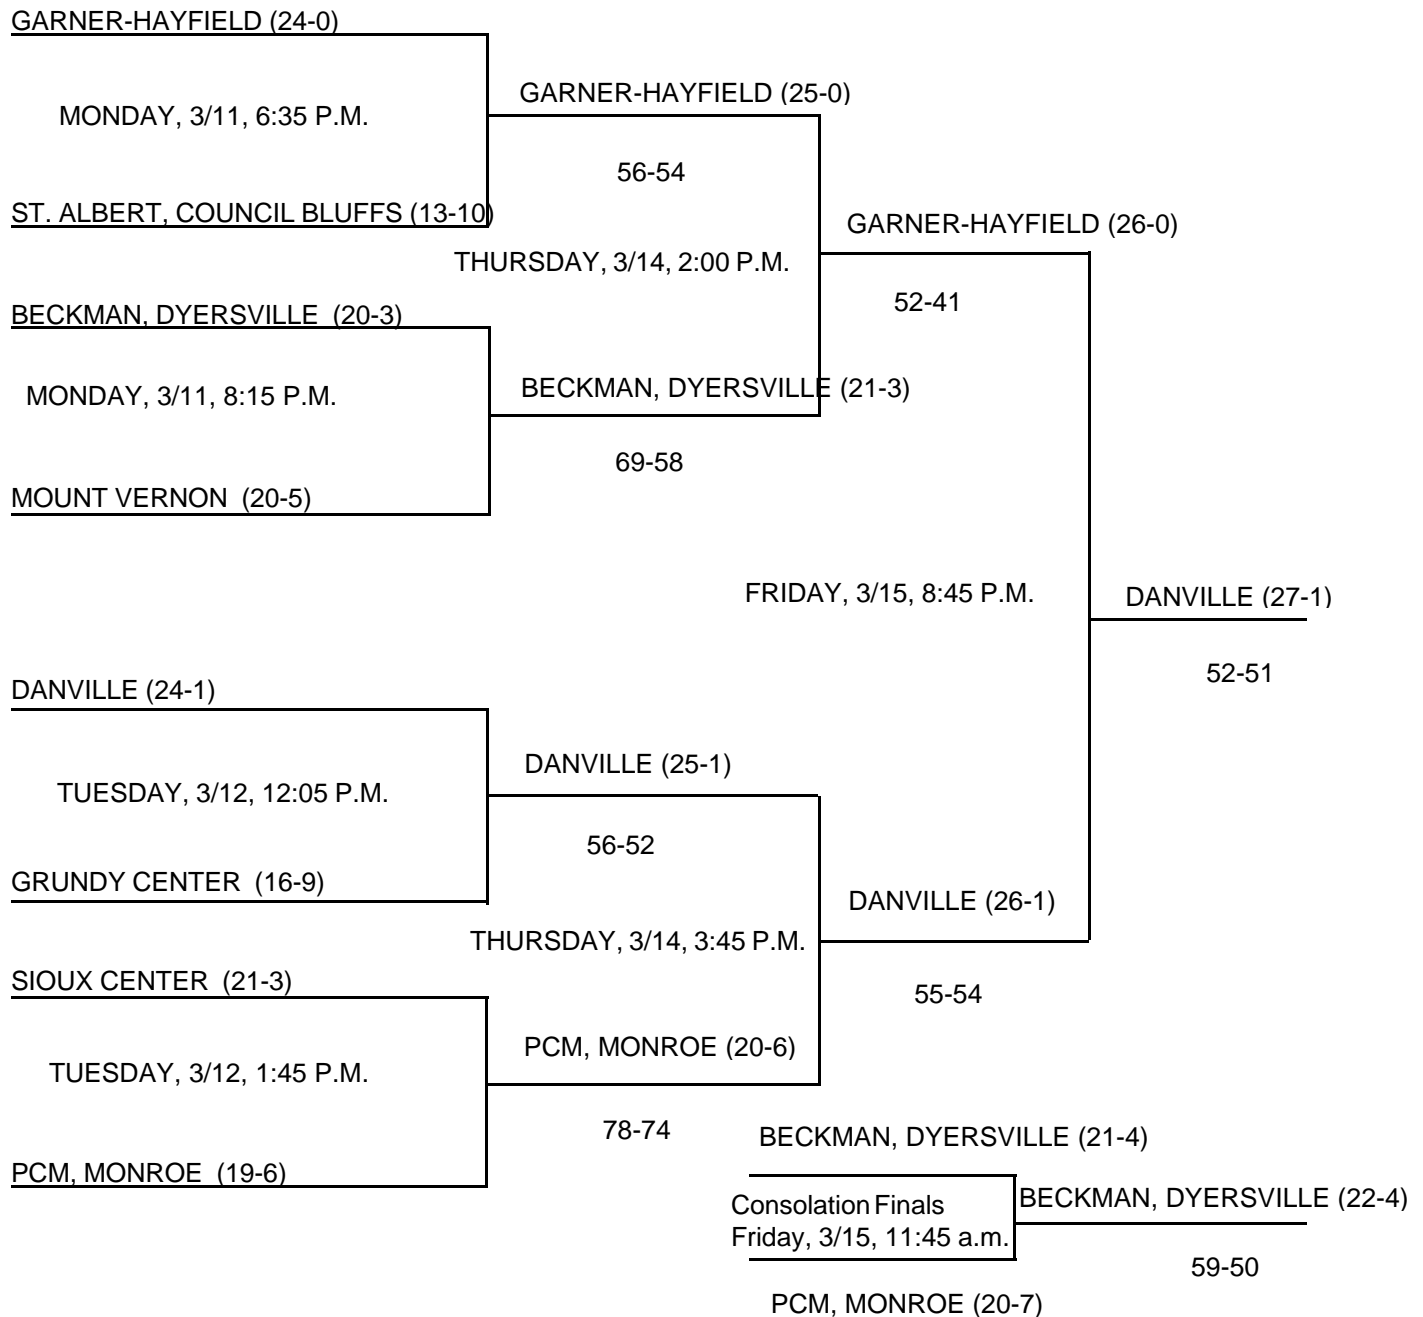 GARNER-HAYFIELD (24-0)
GARNER-HAYFIELD (25-0)
MONDAY, 3/11, 6:35 P.M.
56-54
ST. ALBERT, COUNCIL BLUFFS (13-10)
GARNER-HAYFIELD (26-0)
THURSDAY, 3/14, 2:00 P.M.
52-41
BECKMAN, DYERSVILLE (20-3)
MONDAY, 3/11, 8:15 P.M.
BECKMAN, DYERSVILLE (21-3)
69-58
MOUNT VERNON (20-5)
FRIDAY, 3/15, 8:45 P.M.
DANVILLE (27-1)
52-51
DANVILLE (24-1)
DANVILLE (25-1)
TUESDAY, 3/12, 12:05 P.M.
56-52
GRUNDY CENTER (16-9)
DANVILLE (26-1)
THURSDAY, 3/14, 3:45 P.M.
SIOUX CENTER (21-3)
55-54
PCM, MONROE (20-6)
TUESDAY, 3/12, 1:45 P.M.
78-74
BECKMAN, DYERSVILLE (21-4)
PCM, MONROE (19-6)
Consolation Finals
BECKMAN, DYERSVILLE (22-4)
Friday, 3/15, 11:45 a.m.
59-50
PCM, MONROE (20-7)